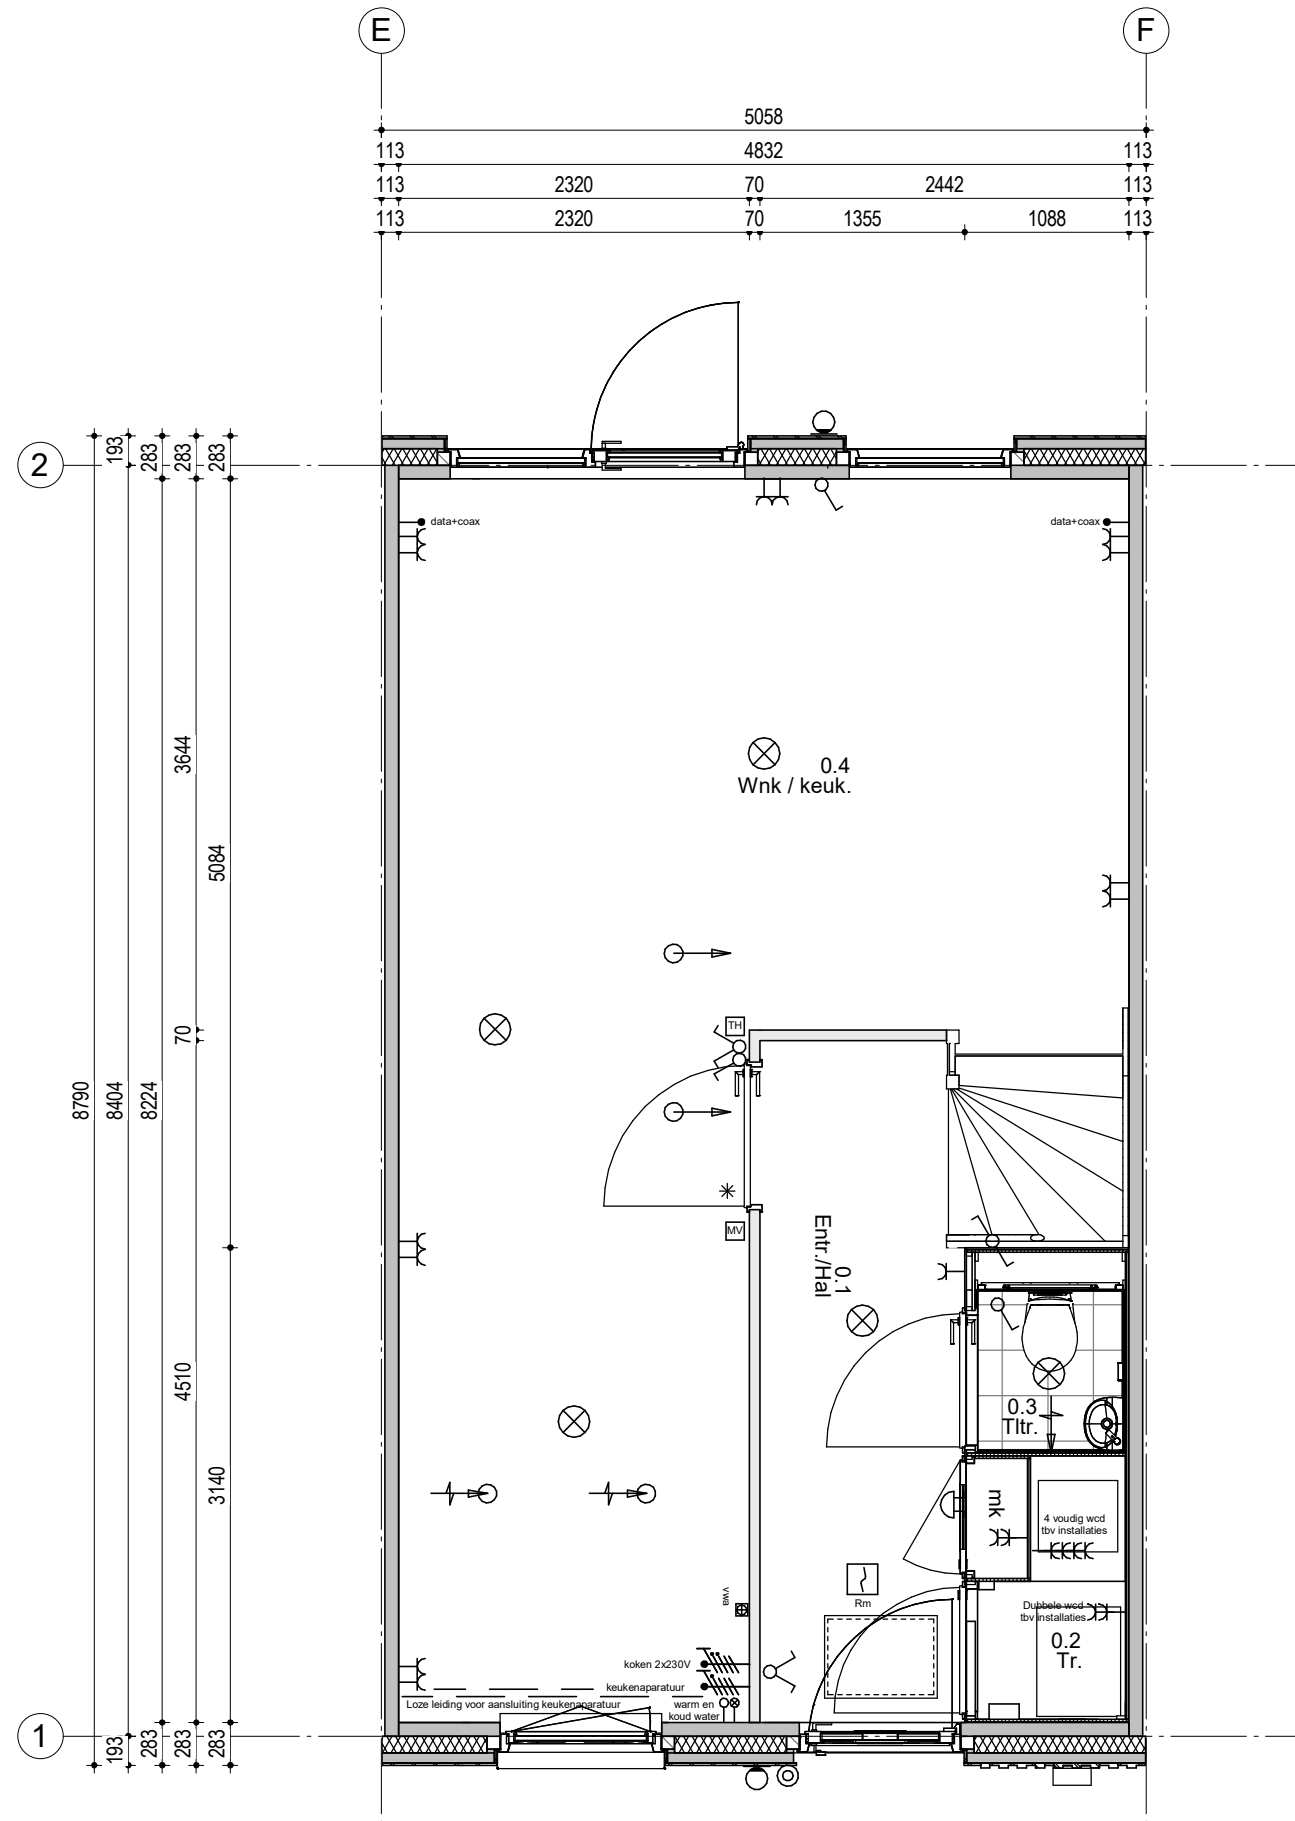 E
F
5058
113
4832
113
113
2320
70
2442
113
113
2320
70
1355
1088
113
2
193
283
283
283
data+coax
data+coax
3644
0.4
Wnk / keuk.
5084
TH
70
8790
8404
8224
MV
0.1
Entr./Hal
4510
0.3
Tltr.
3140
mk
4 voudig wcd
tbv installaties
Rm
vwa
Dubbele wcd
tbv installaties
0.2
Tr.
koken 2x230V
keukenaparatuur
Loze leiding voor aansluiting keukenaparatuur
warm en
koud water
1
193
283
283
283